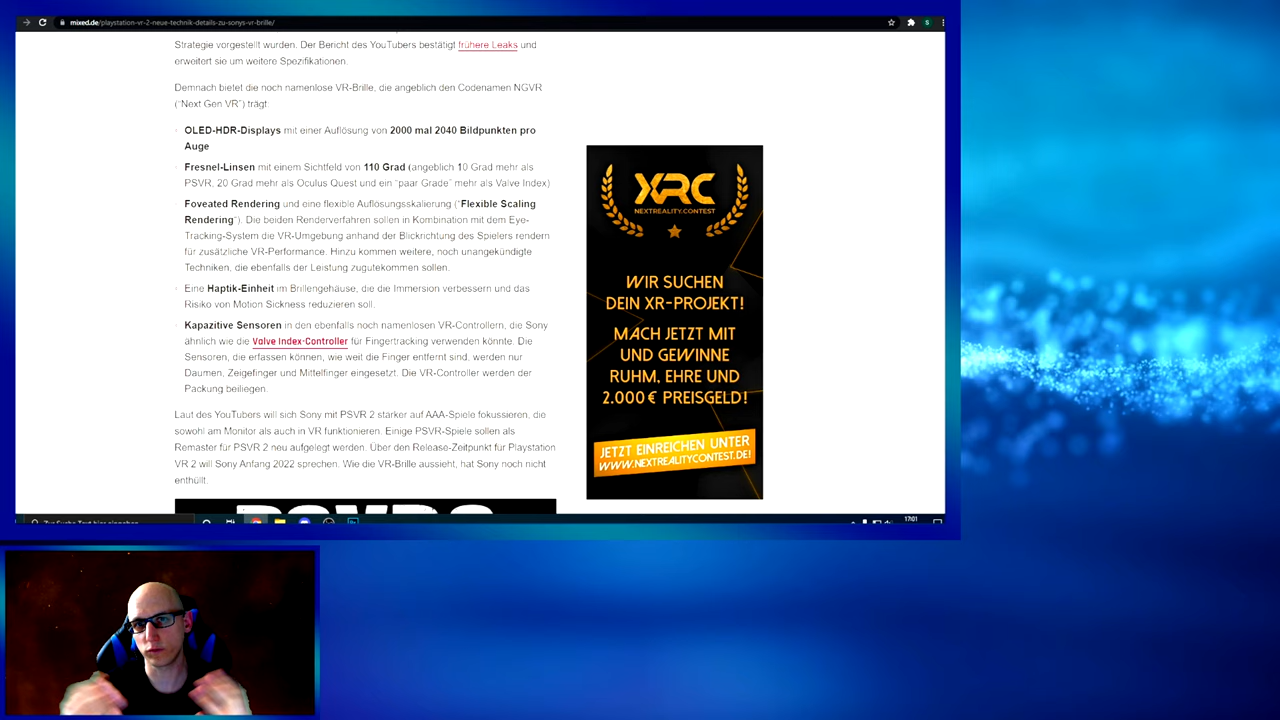 mixed.de/playstation-vr-2-neue-technik-details-zu-sonys-vr-brille/
S
Strategie vorgestellt wurden. Der Bericht des YouTubers bestätigt frühere Leaks und
erweitert sie um weitere Spezifikationen.
Demnach bietet die noch namenlose VR-Brille, die angeblich den Codenamen NGVR
("Next Gen VR") trägt:
OLED-HDR-Displays mit einer Auflösung von 2000 mal 2040 Bildpunkten pro
Auge
Fresnel-Linsen mit einem Sichtfeld von 110 Grad (angeblich 10 Grad mehr als
PSVR, 20 Grad mehr als Oculus Quest und ein "paar Grade" mehr als Valve Index)
Foveated Rendering und eine flexible Auflösungsskalierung ("Flexible Scaling
Rendering"). Die beiden Renderverfahren sollen in Kombination mit dem Eye-
Tracking-System die VR-Umgebung anhand der Blickrichtung des Spielers rendern
für zusätzliche VR-Performance. Hinzu kommen weitere, noch unangekündigte
Techniken, die ebenfalls der Leistung zugutekommen sollen.
Eine Haptik-Einheit im Brillengehäuse, die die Immersion verbessern und das
Risiko von Motion Sickness reduzieren soll.
Kapazitive Sensoren in den ebenfalls noch namenlosen VR-Controllern, die Sony
ähnlich wie die Valve Index-Controller für Fingertracking verwenden könnte. Die
Sensoren, die erfassen können, wie weit die Finger entfernt sind, werden nur
Daumen, Zeigefinger und Mittelfinger eingesetzt. Die VR-Controller werden der
Packung beiliegen.
Laut des YouTubers will sich Sony mit PSVR 2 stärker auf AAA-Spiele fokussieren, die
sowohl am Monitor als auch in VR funktionieren. Einige PSVR-Spiele sollen als
Remaster für PSVR 2 neu aufgelegt werden. Über den Release-Zeitpunkt für Playstation
VR 2 will Sony Anfang 2022 sprechen. Wie die VR-Brille aussieht, hat Sony noch nicht
enthüllt.
XRC
NEXTREALITY.CONTEST
WIR SUCHEN
DEIN XR-PROJEKT!
MACH JETZT MIT
UND GEWINNE
RUHM, EHRE UND
2.000 € PREISGELD!
JETZT EINREICHEN UNTER
WWW.NEXTREALITYCONTEST.DE!
17:01